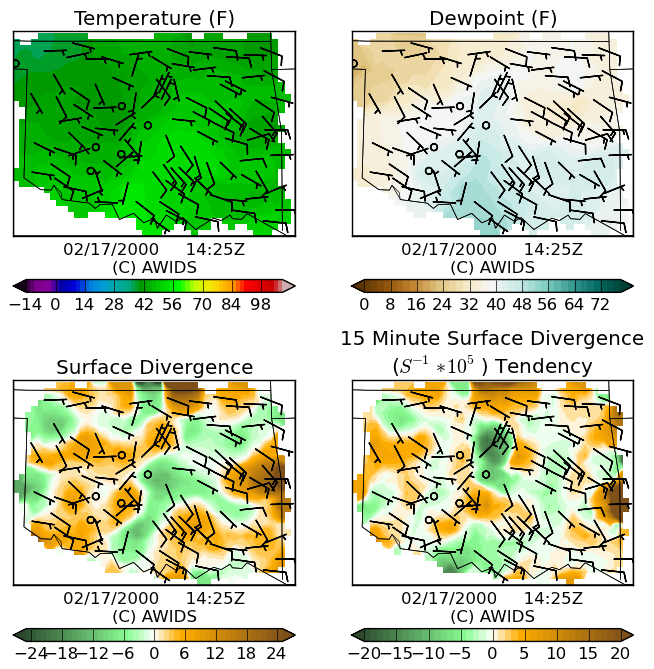 Temperature (F)
Dewpoint (F)
02/17/2000 14:25Z
(C) AWIDS
02/17/2000 14:25Z
(C) AWIDS
−14 0 14 28 42 56 70 84 98
0 8 16 24 32 40 48 56 64 72
Surface Divergence
15 Minute Surface Divergence
(S⁻¹ *10⁵ ) Tendency
02/17/2000 14:25Z
(C) AWIDS
02/17/2000 14:25Z
(C) AWIDS
−24 −18 −12 −6 0 6 12 18 24
−20 −15 −10 −5 0 5 10 15 20